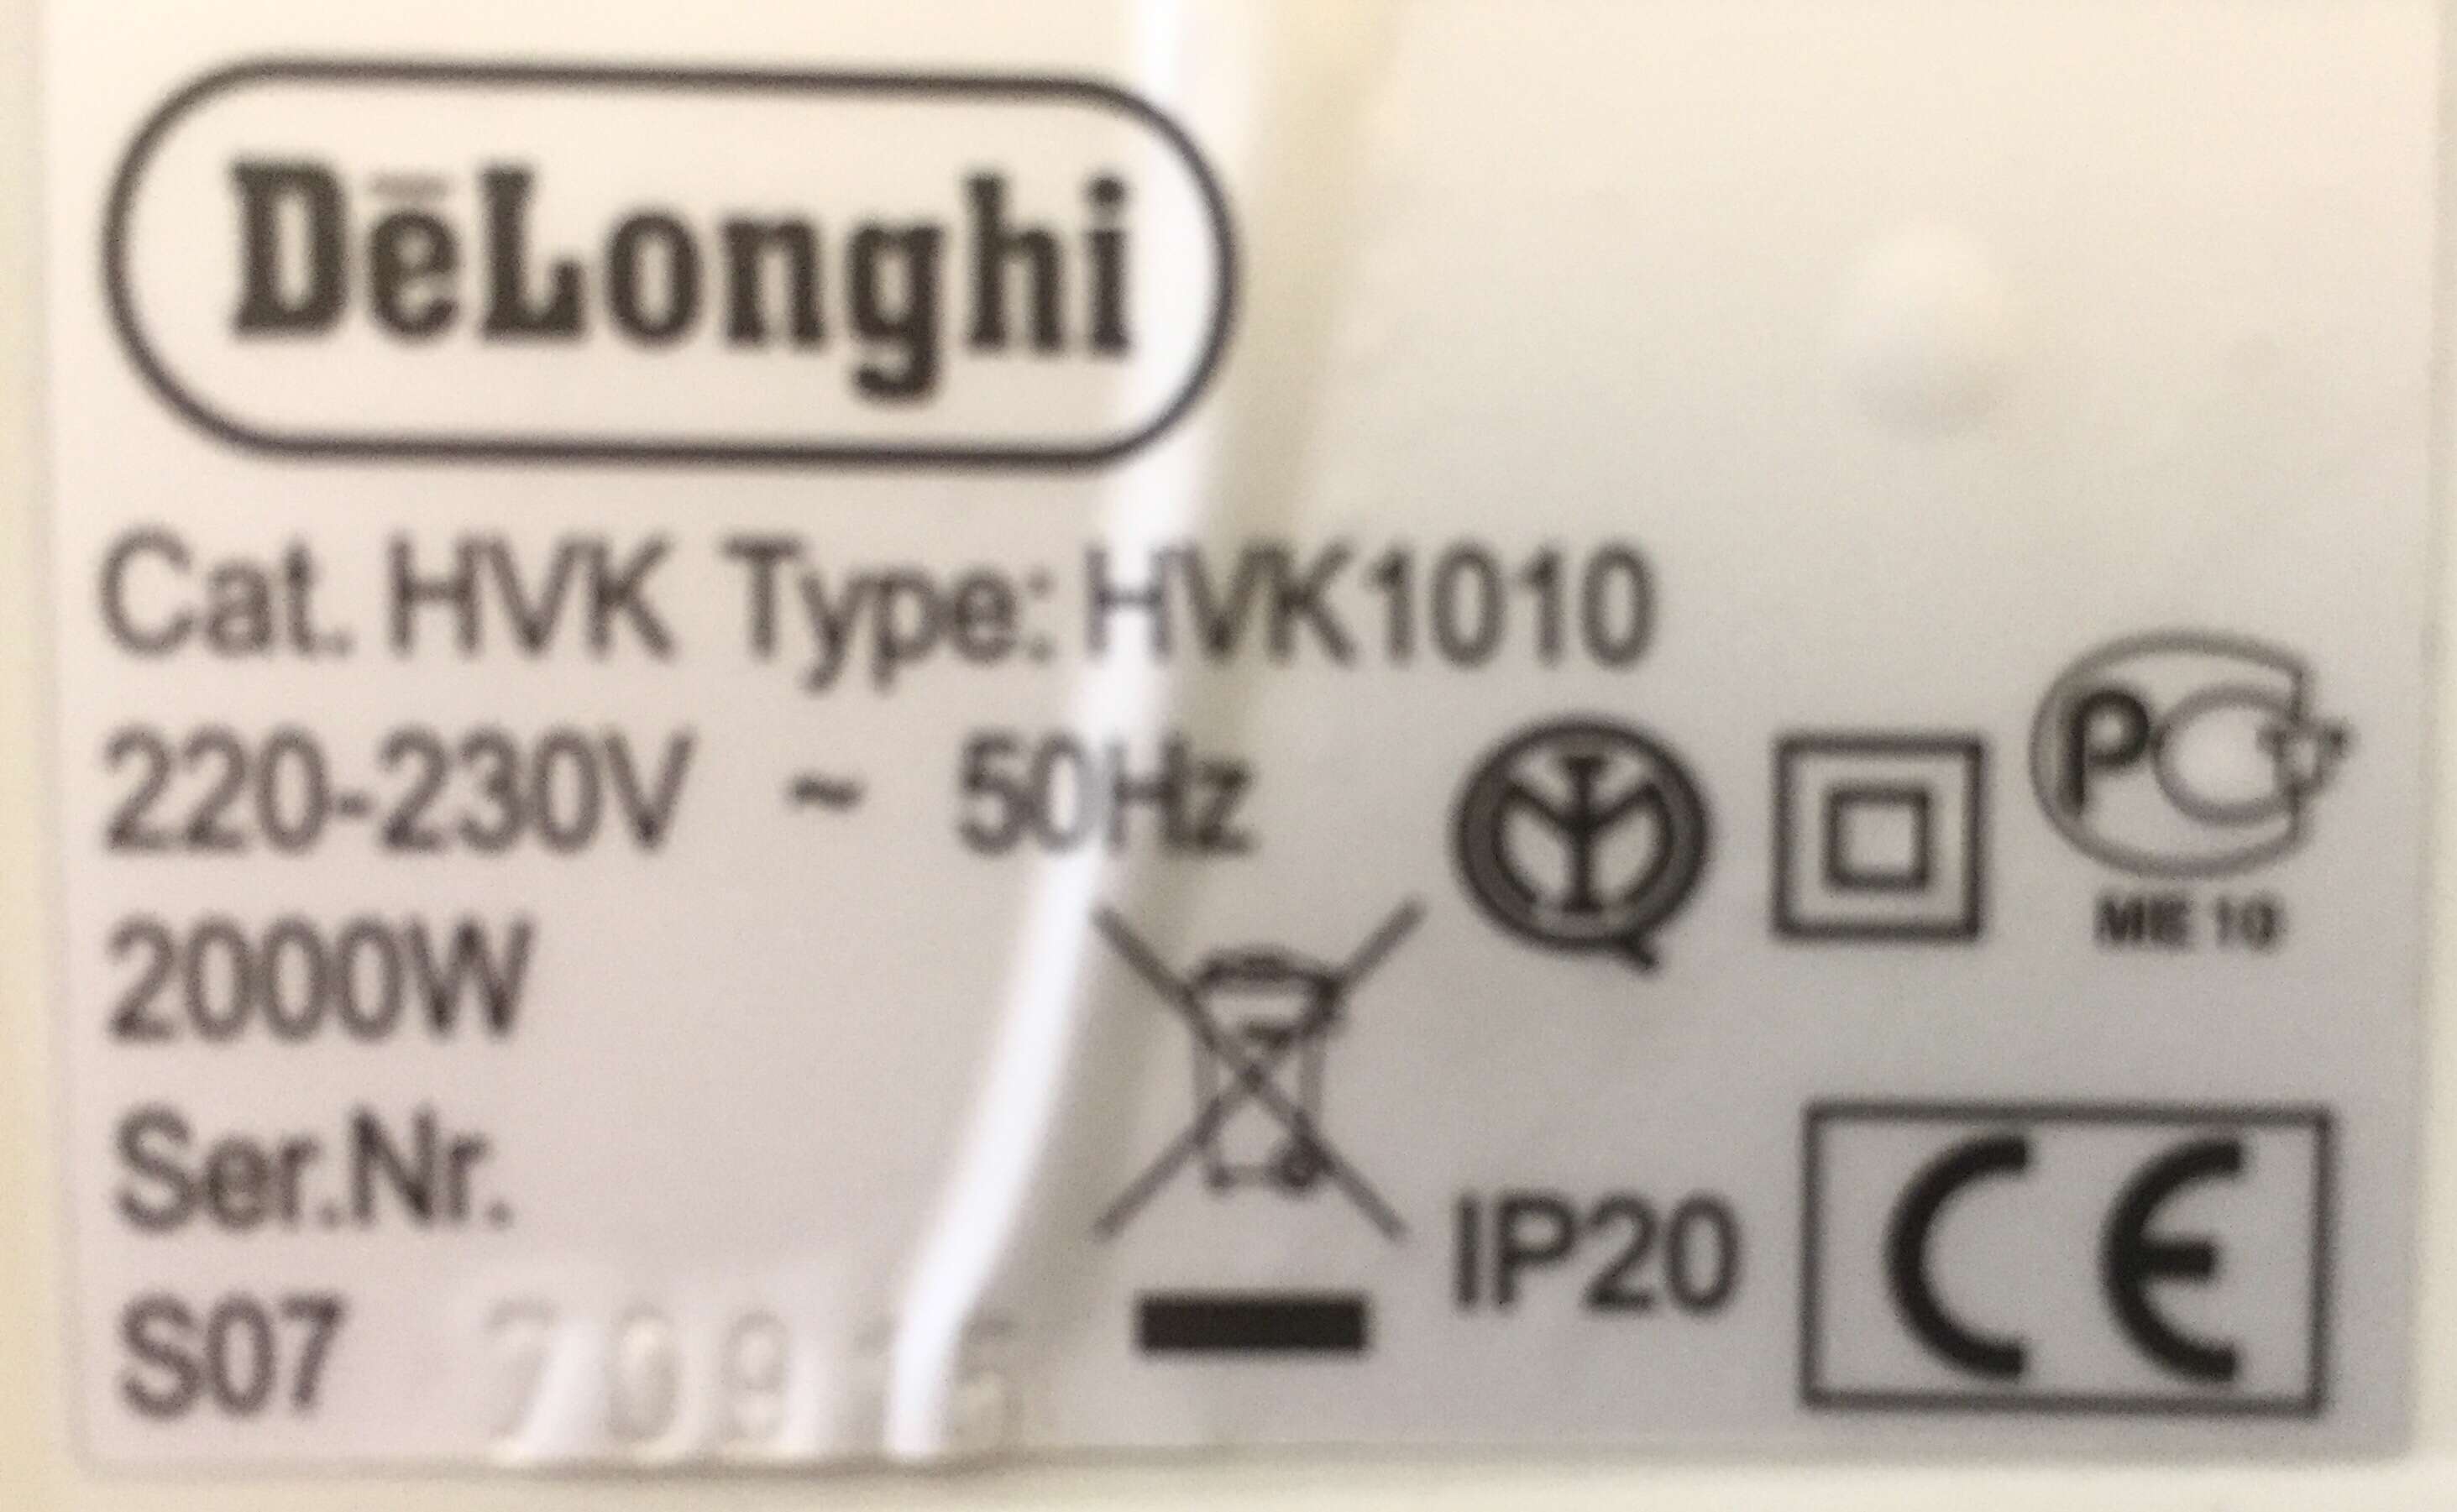 DēLonghi
Cat. HVK Type: HVK1010
220-230V ~ 50Hz
2000W
ME 10
Ser.Nr.
IP20
CE
S07